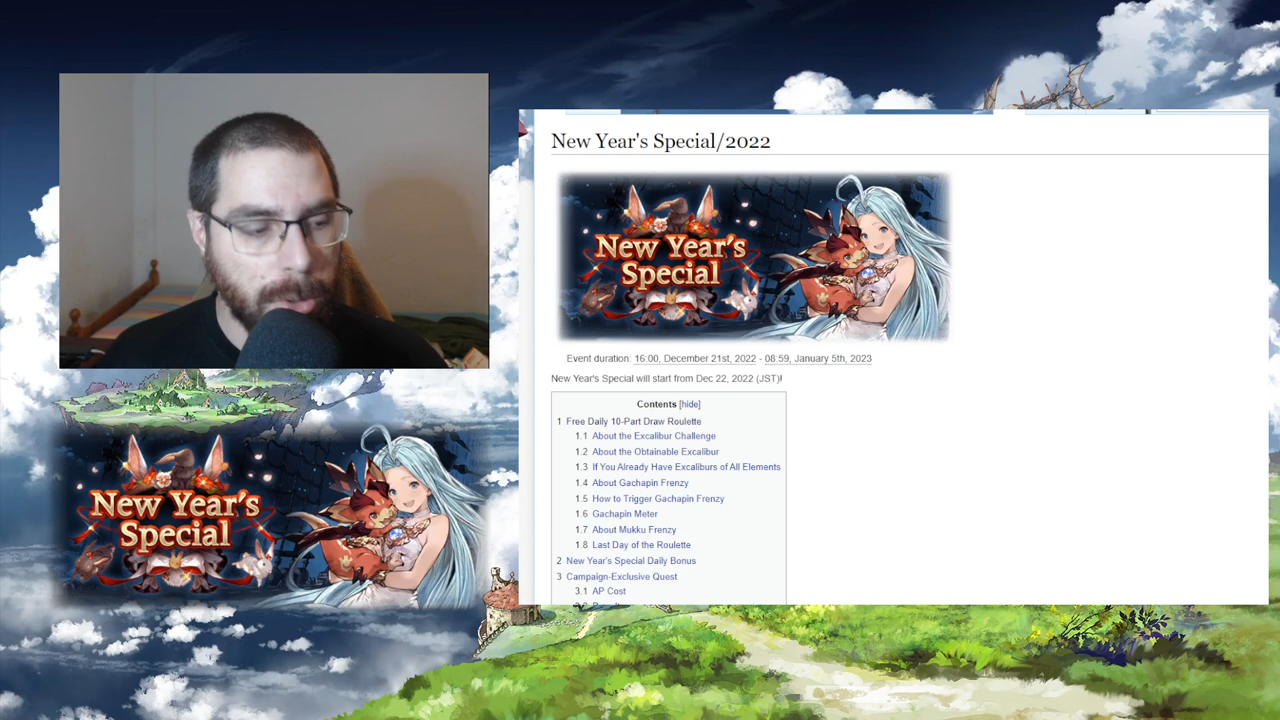 New Year's Special/2022
New Year's
Special
Event duration: 16:00, December 21st, 2022 - 08:59, January 5th, 2023
New Year's Special will start from Dec 22, 2022 (JST)!
Contents [hide]
1 Free Daily 10-Part Draw Roulette
1.1 About the Excalibur Challenge
1.2 About the Obtainable Excalibur
1.3 If You Already Have Excaliburs of All Elements
1.4 About Gachapin Frenzy
1.5 How to Trigger Gachapin Frenzy
1.6 Gachapin Meter
1.7 About Mukku Frenzy
1.8 Last Day of the Roulette
2 New Year's Special Daily Bonus
3 Campaign-Exclusive Quest
3.1 AP Cost
New Year's
Special